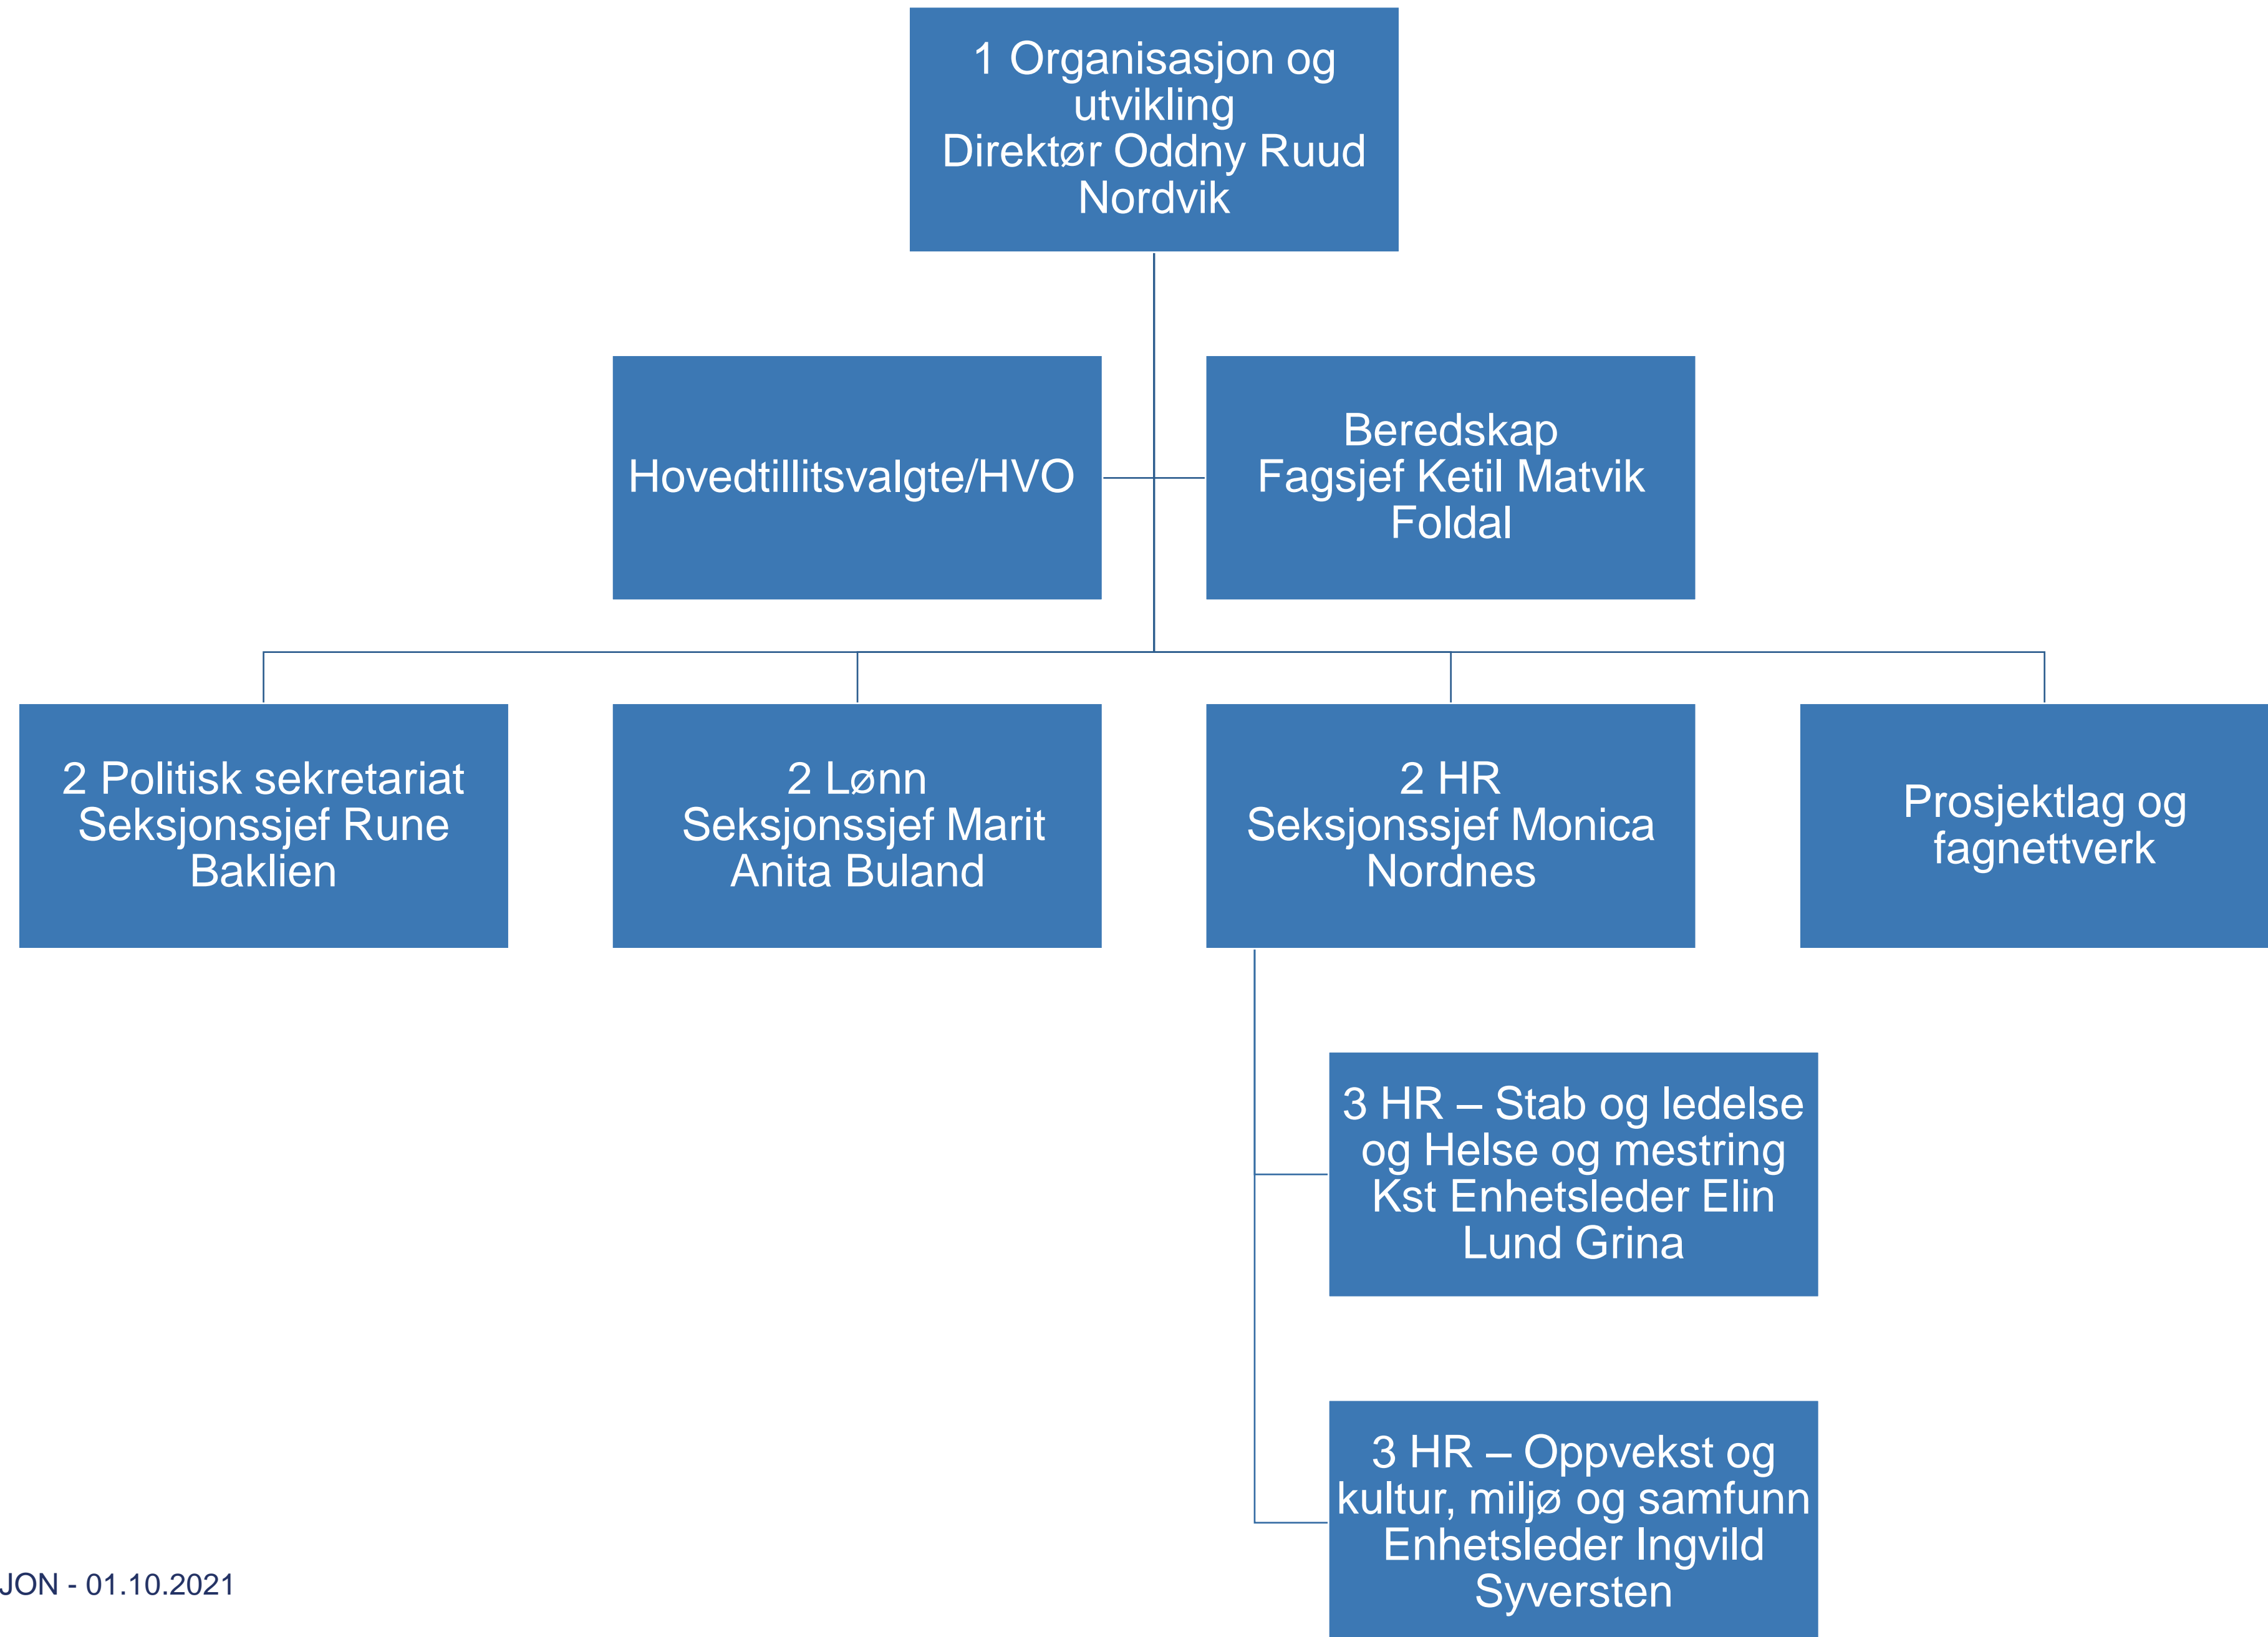 1 Organisasjon og
utvikling
Direktør Oddny Ruud
Nordvik
Hovedtillitsvalgte/HVO
Beredskap
Fagsjef Ketil Matvik
Foldal
2 Politisk sekretariat
Seksjonssjef Rune
Baklien
2 Lønn
Seksjonssjef Marit
Anita Buland
2 HR
Seksjonssjef Monica
Nordnes
Prosjektlag og
fagnettverk
3 HR – Stab og ledelse
og Helse og mestring
Kst Enhetsleder Elin
Lund Grina
3 HR – Oppvekst og
kultur, miljø og samfunn
Enhetsleder Ingvild
Syversten
JON - 01.10.2021